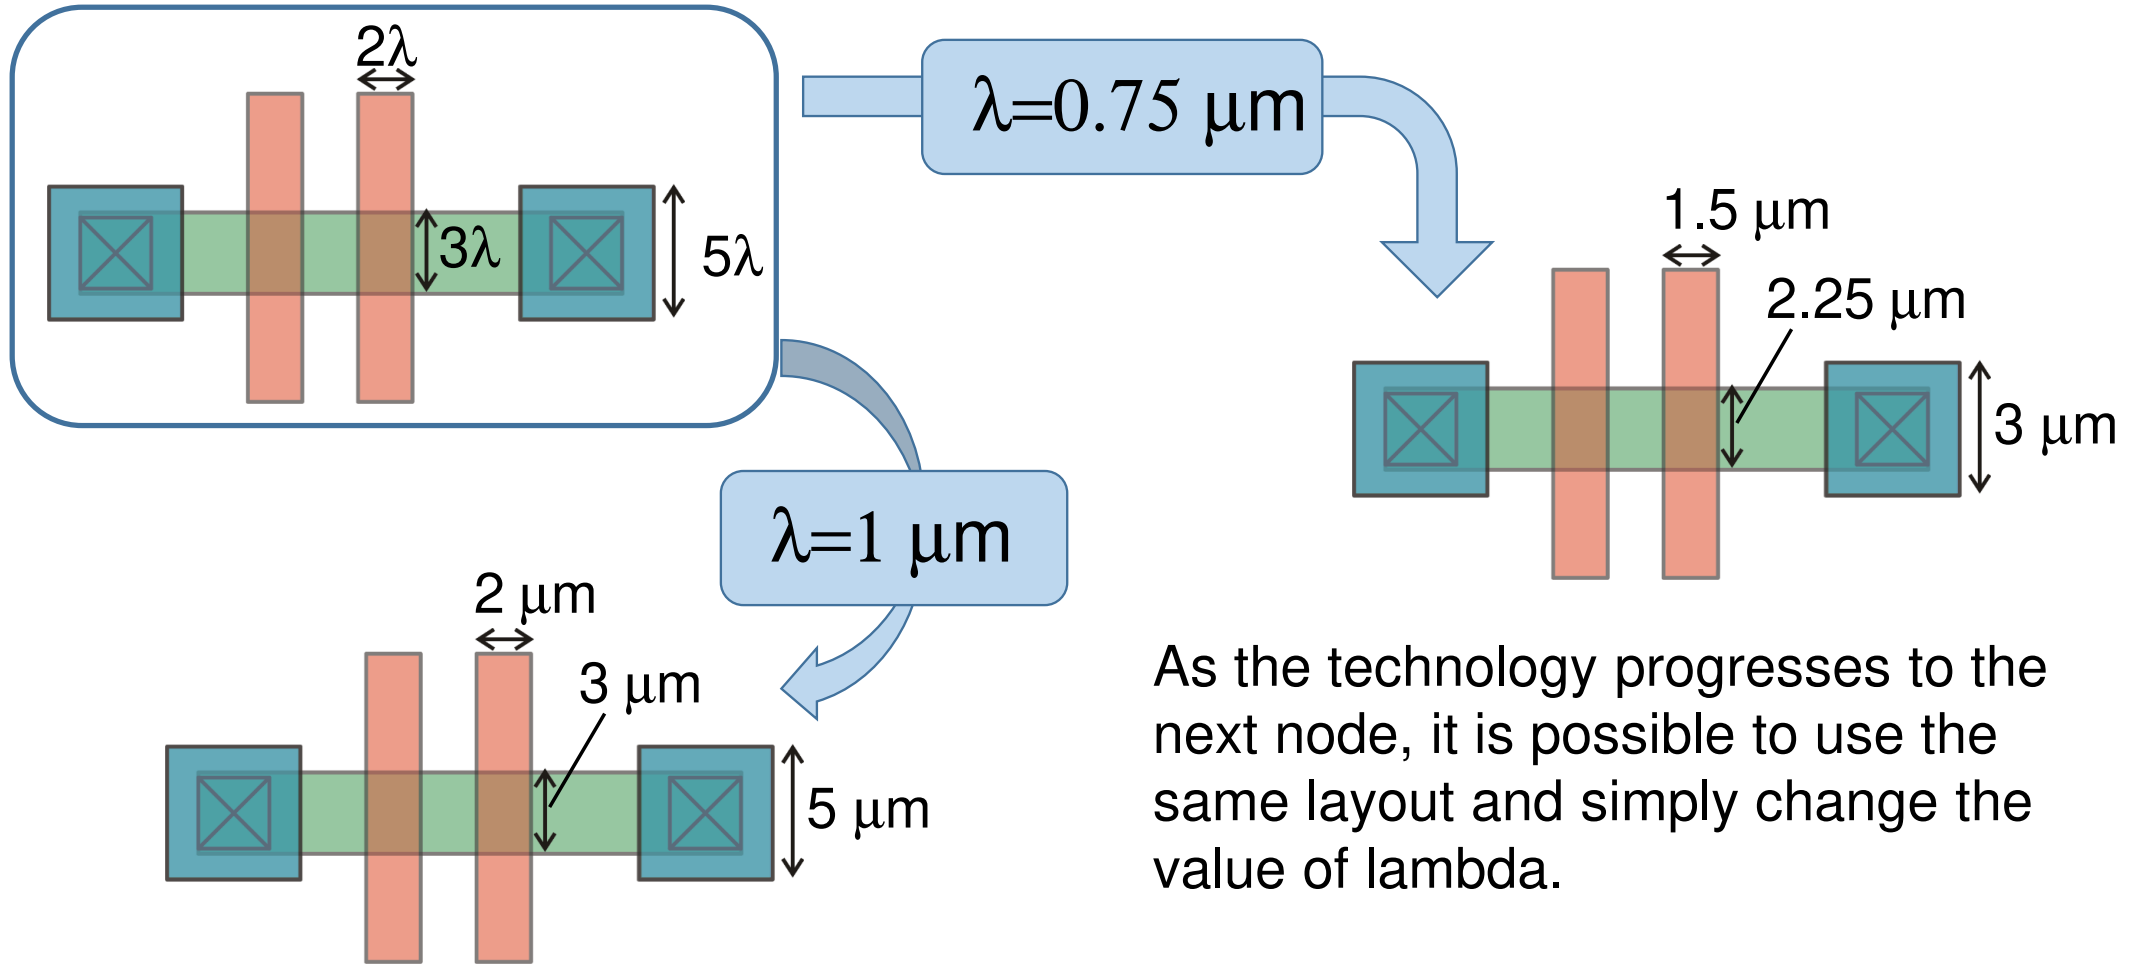 2λ
3λ
5λ
λ=0.75 μm
1.5 μm
2.25 μm
3 μm
λ=1 μm
2 μm
3 μm
5 μm
As the technology progresses to the
next node, it is possible to use the
same layout and simply change the
value of lambda.